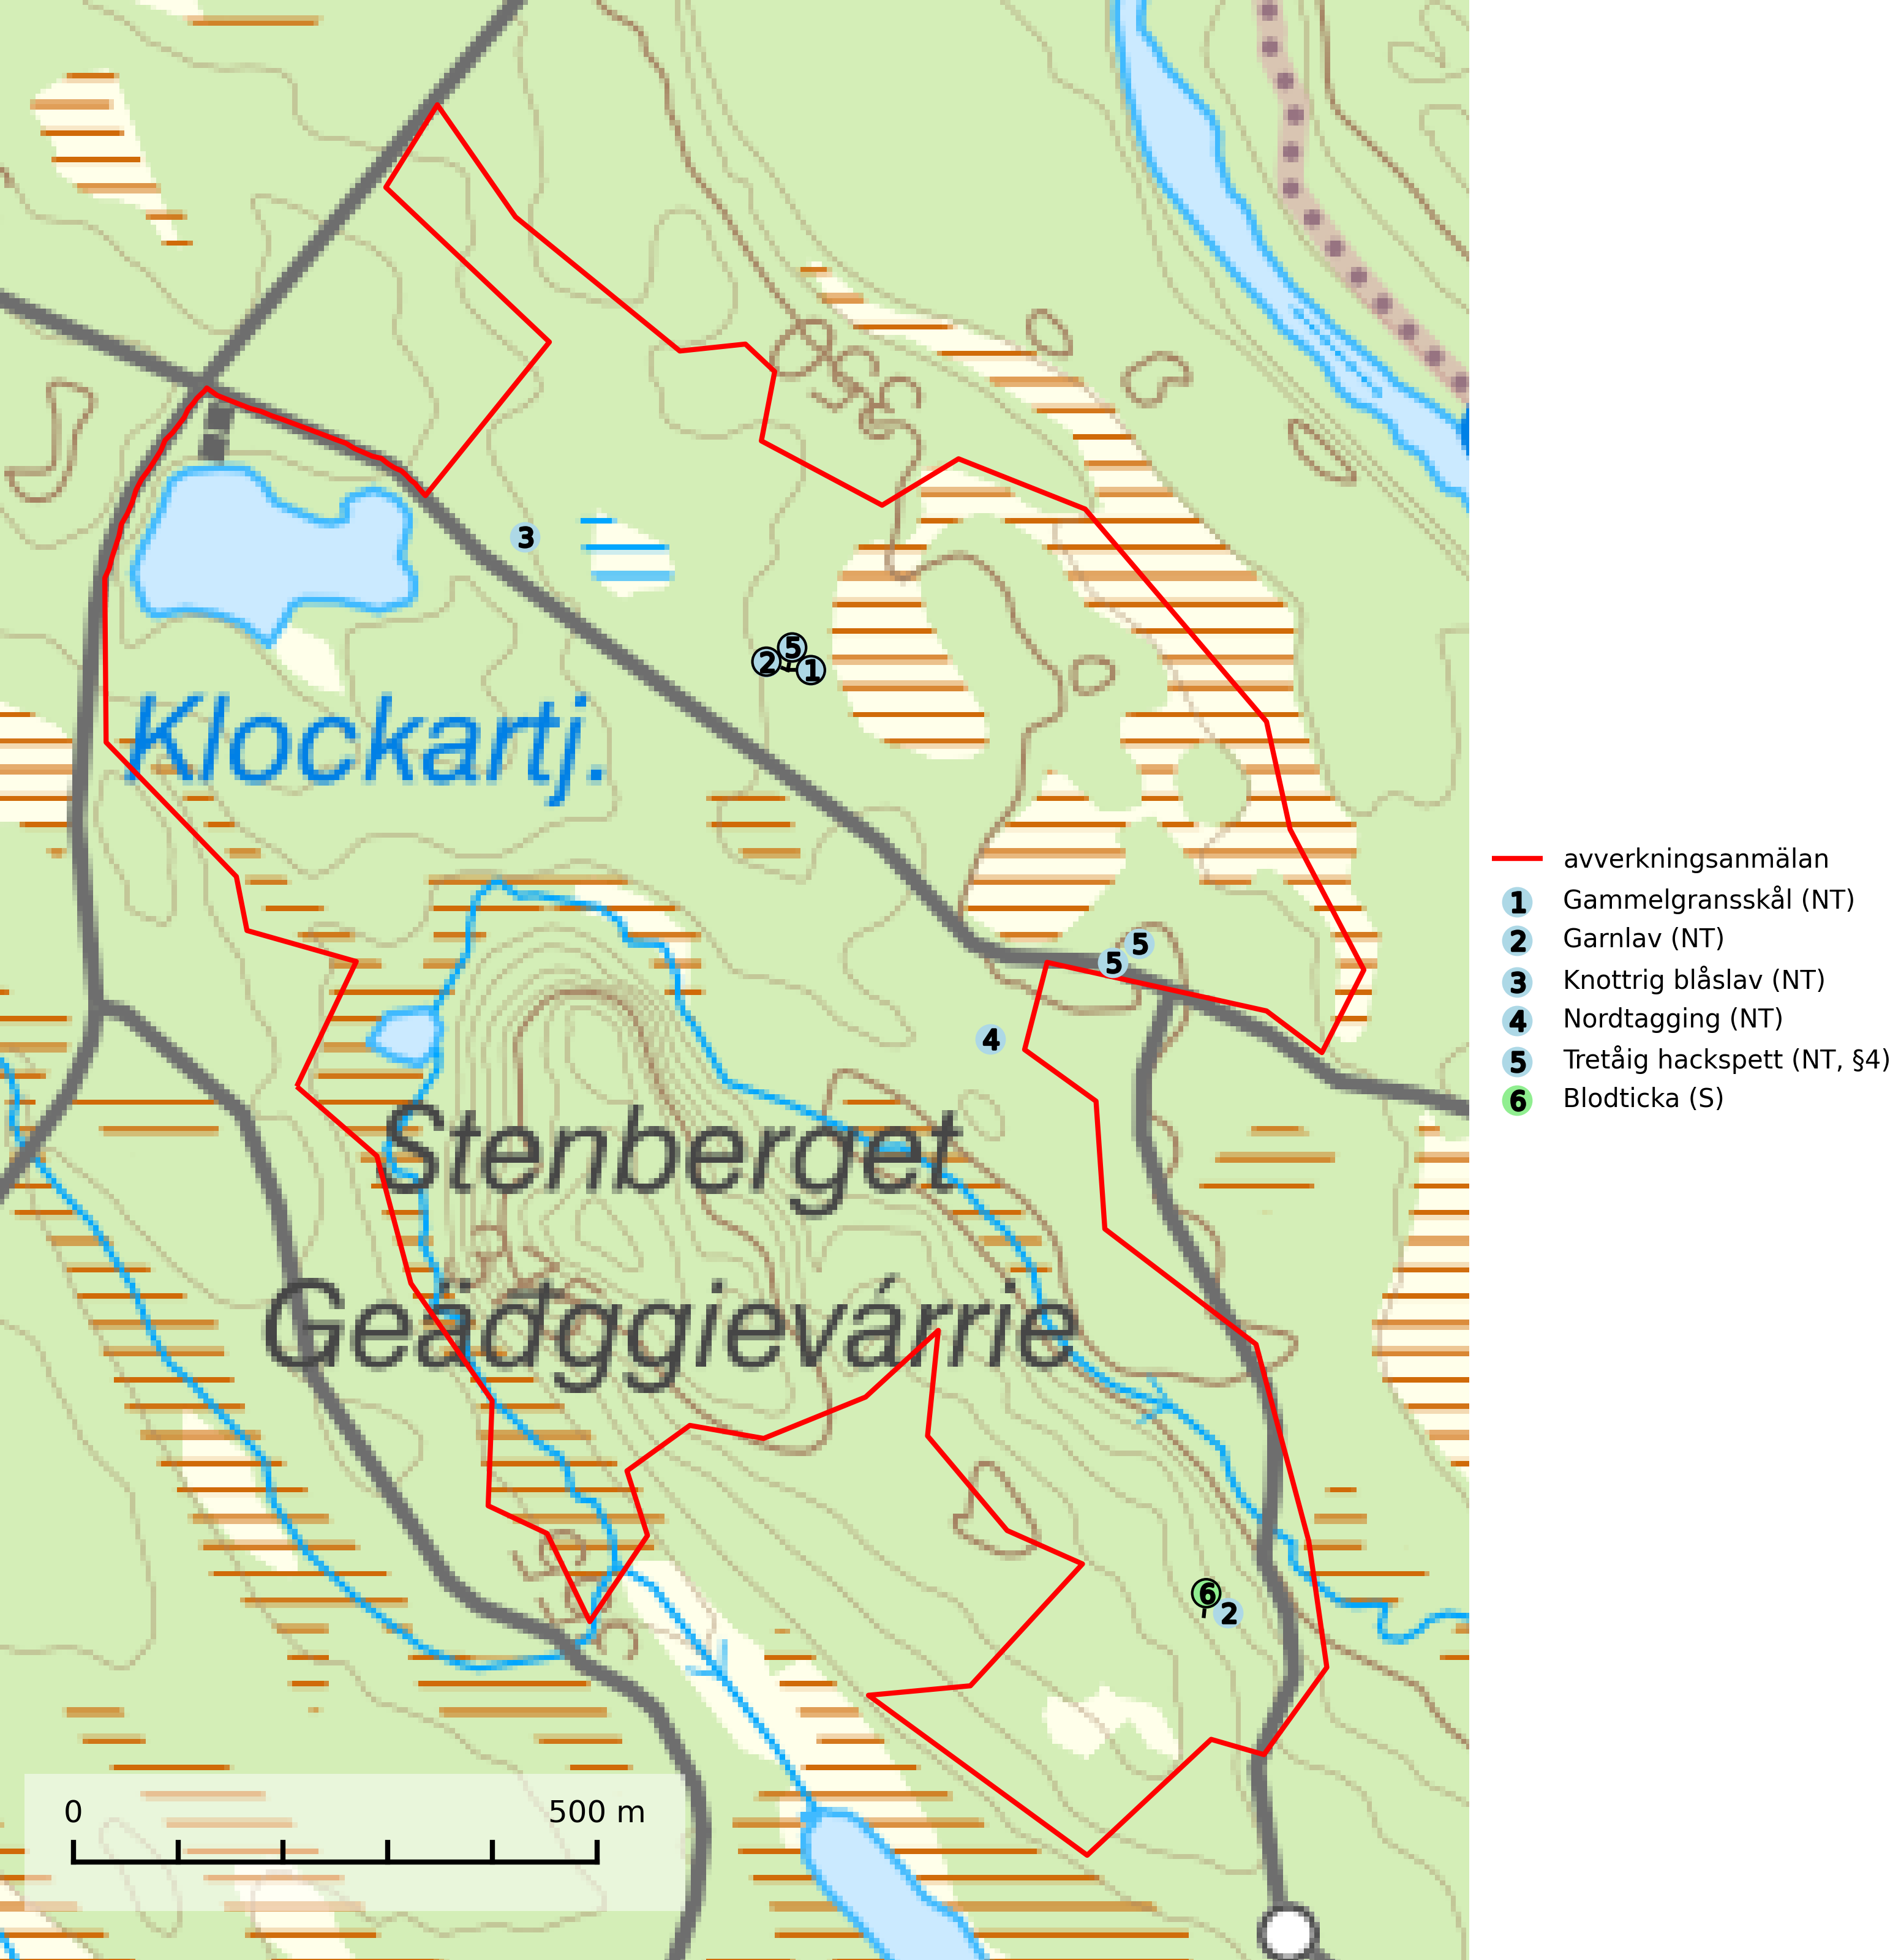 3
5
2
1
Klockartj.
5
5
4
Stenberget
Geađggievárrie
6
2
0 500 m
avverkningsanmälan
1 Gammelgransskål (NT)
2 Garnlav (NT)
3 Knottrig blåslav (NT)
4 Nordtagging (NT)
5 Tretåig hackspett (NT, §4)
6 Blodticka (S)